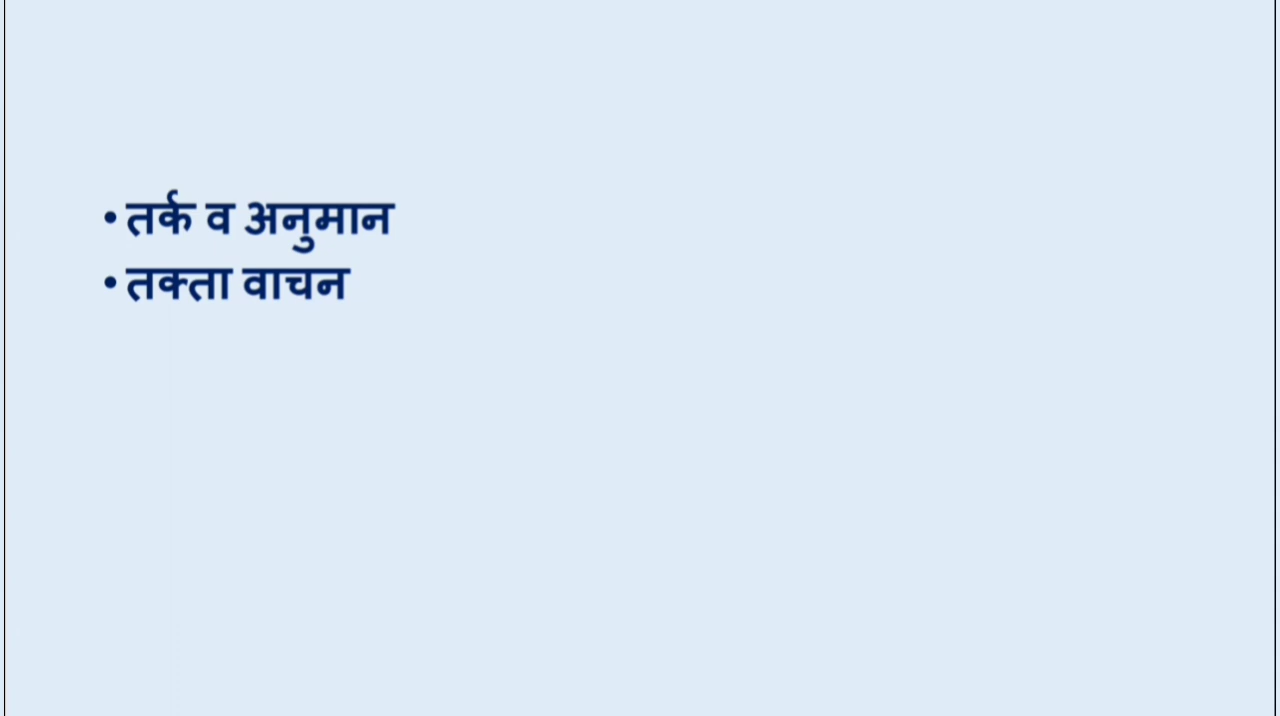 • तर्क व अनुमान
• तक्ता वाचन